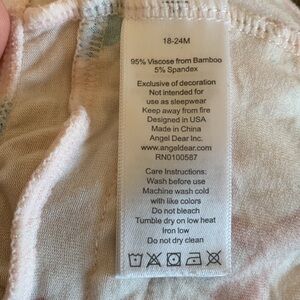 18-24M
95% Viscose from Bamboo
5% Spandex
Exclusive of decoration
Not intended for
use as sleepwear
Keep away from fire
Designed in USA
Made in China
Angel Dear Inc.
www.angeldear.com
RN0100587
Care Instructions:
Wash before use
Machine wash cold
with like colors
Do not bleach
Tumble dry on low heat
Iron low
Do not dry clean